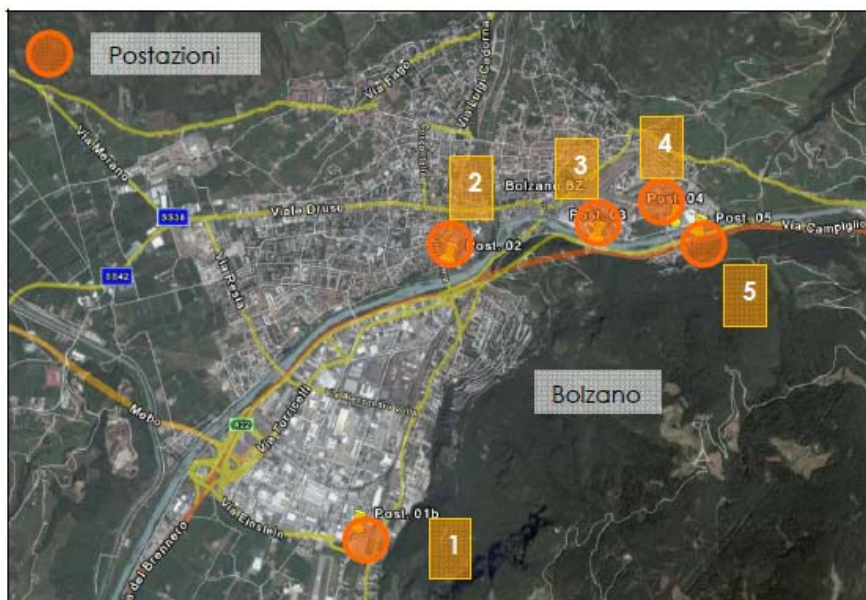 Postazioni
Via Fago
Via Luigi Cadorna
Via Merano
SS38
SS42
Viale Druso
Bolzano BZ
2
3
4
Post. 02
Post. 03
Post. 04
Post. 05
Via Campiglio
5
Via Resia
Bolzano
Mebo
A22
Via Torricelli
Via Alessandro Volta
Via Einstein
Post. 01b
1
del Brennero